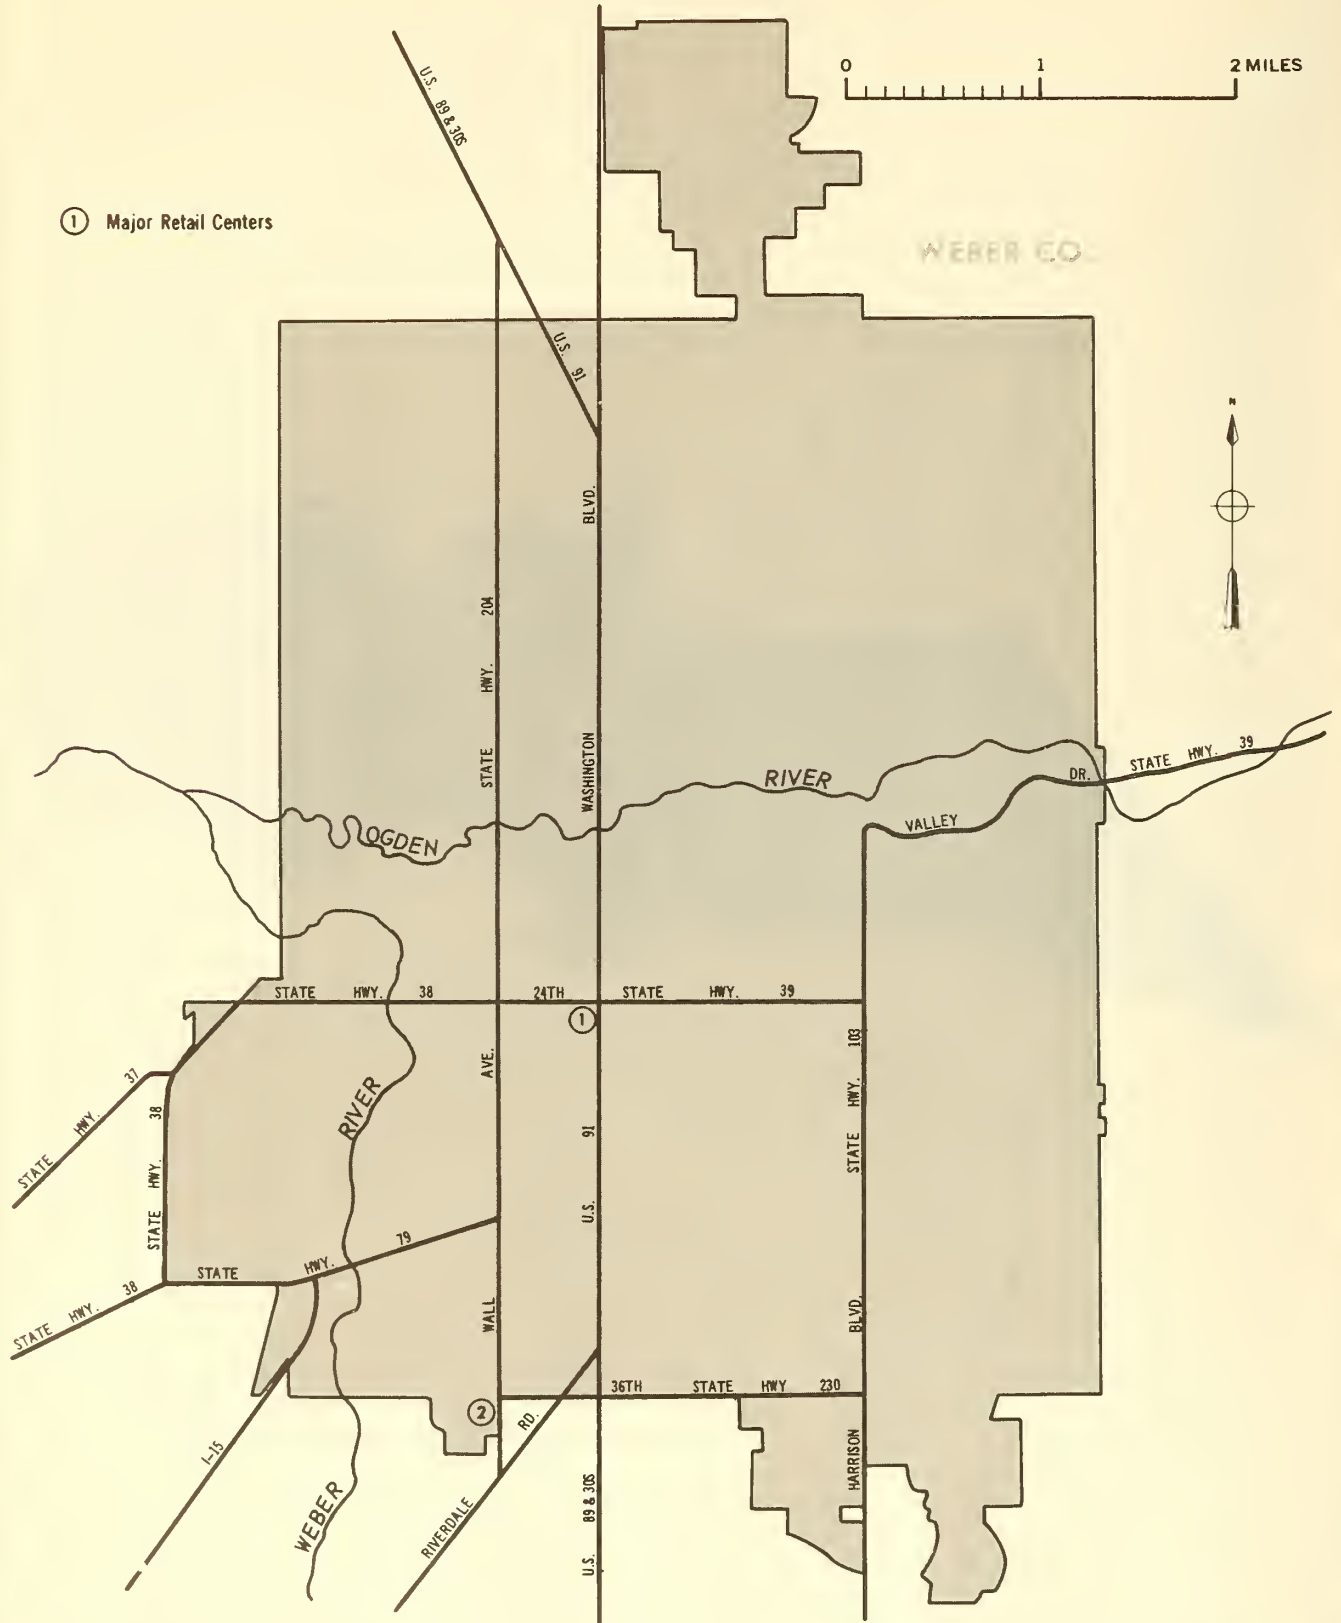 0 1 2 MILES
U.S. 89 & 30S
① Major Retail Centers
WEBER CO.
U.S. 91
N
BLVD.
STATE HWY. 204
WASHINGTON
STATE HWY. 39
RIVER
DR.
VALLEY
OGDEN
STATE HWY. 38
24TH
STATE HWY. 39
①
AVE.
STATE HWY. 103
STATE HWY. 37
STATE HWY. 38
RIVER
U.S. 91
STATE HWY. 79
STATE HWY. 38
WALL
BLVD.
36TH STATE HWY 230
②
RD.
I-15
HARRISON
WEBER
RIVERDALE
U.S. 89 & 30S